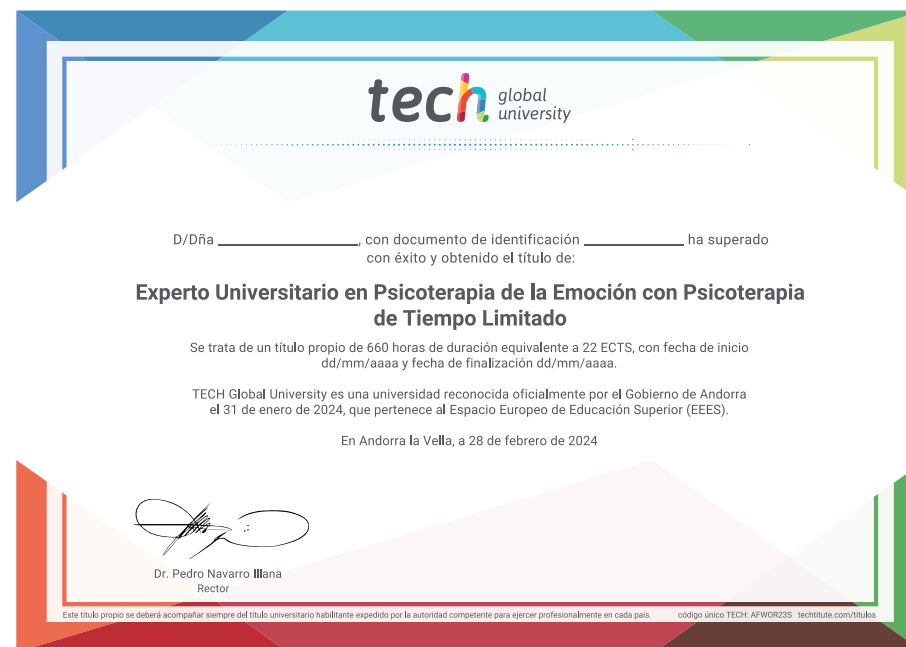 tech global university
D/Dña ____________, con documento de identificación ____________ ha superado
con éxito y obtenido el título de:
Experto Universitario en Psicoterapia de la Emoción con Psicoterapia
de Tiempo Limitado
Se trata de un título propio de 660 horas de duración equivalente a 22 ECTS, con fecha de inicio
dd/mm/aaaa y fecha de finalización dd/mm/aaaa.
TECH Global University es una universidad reconocida oficialmente por el Gobierno de Andorra
el 31 de enero de 2024, que pertenece al Espacio Europeo de Educación Superior (EEES).
En Andorra la Vella, a 28 de febrero de 2024
Dr. Pedro Navarro Illana
Rector
Este título propio se deberá acompañar siempre del título universitario habilitante expedido por la autoridad competente para ejercer profesionalmente en cada país. código único TECH: AFWOR23S techtitute.com/titulos